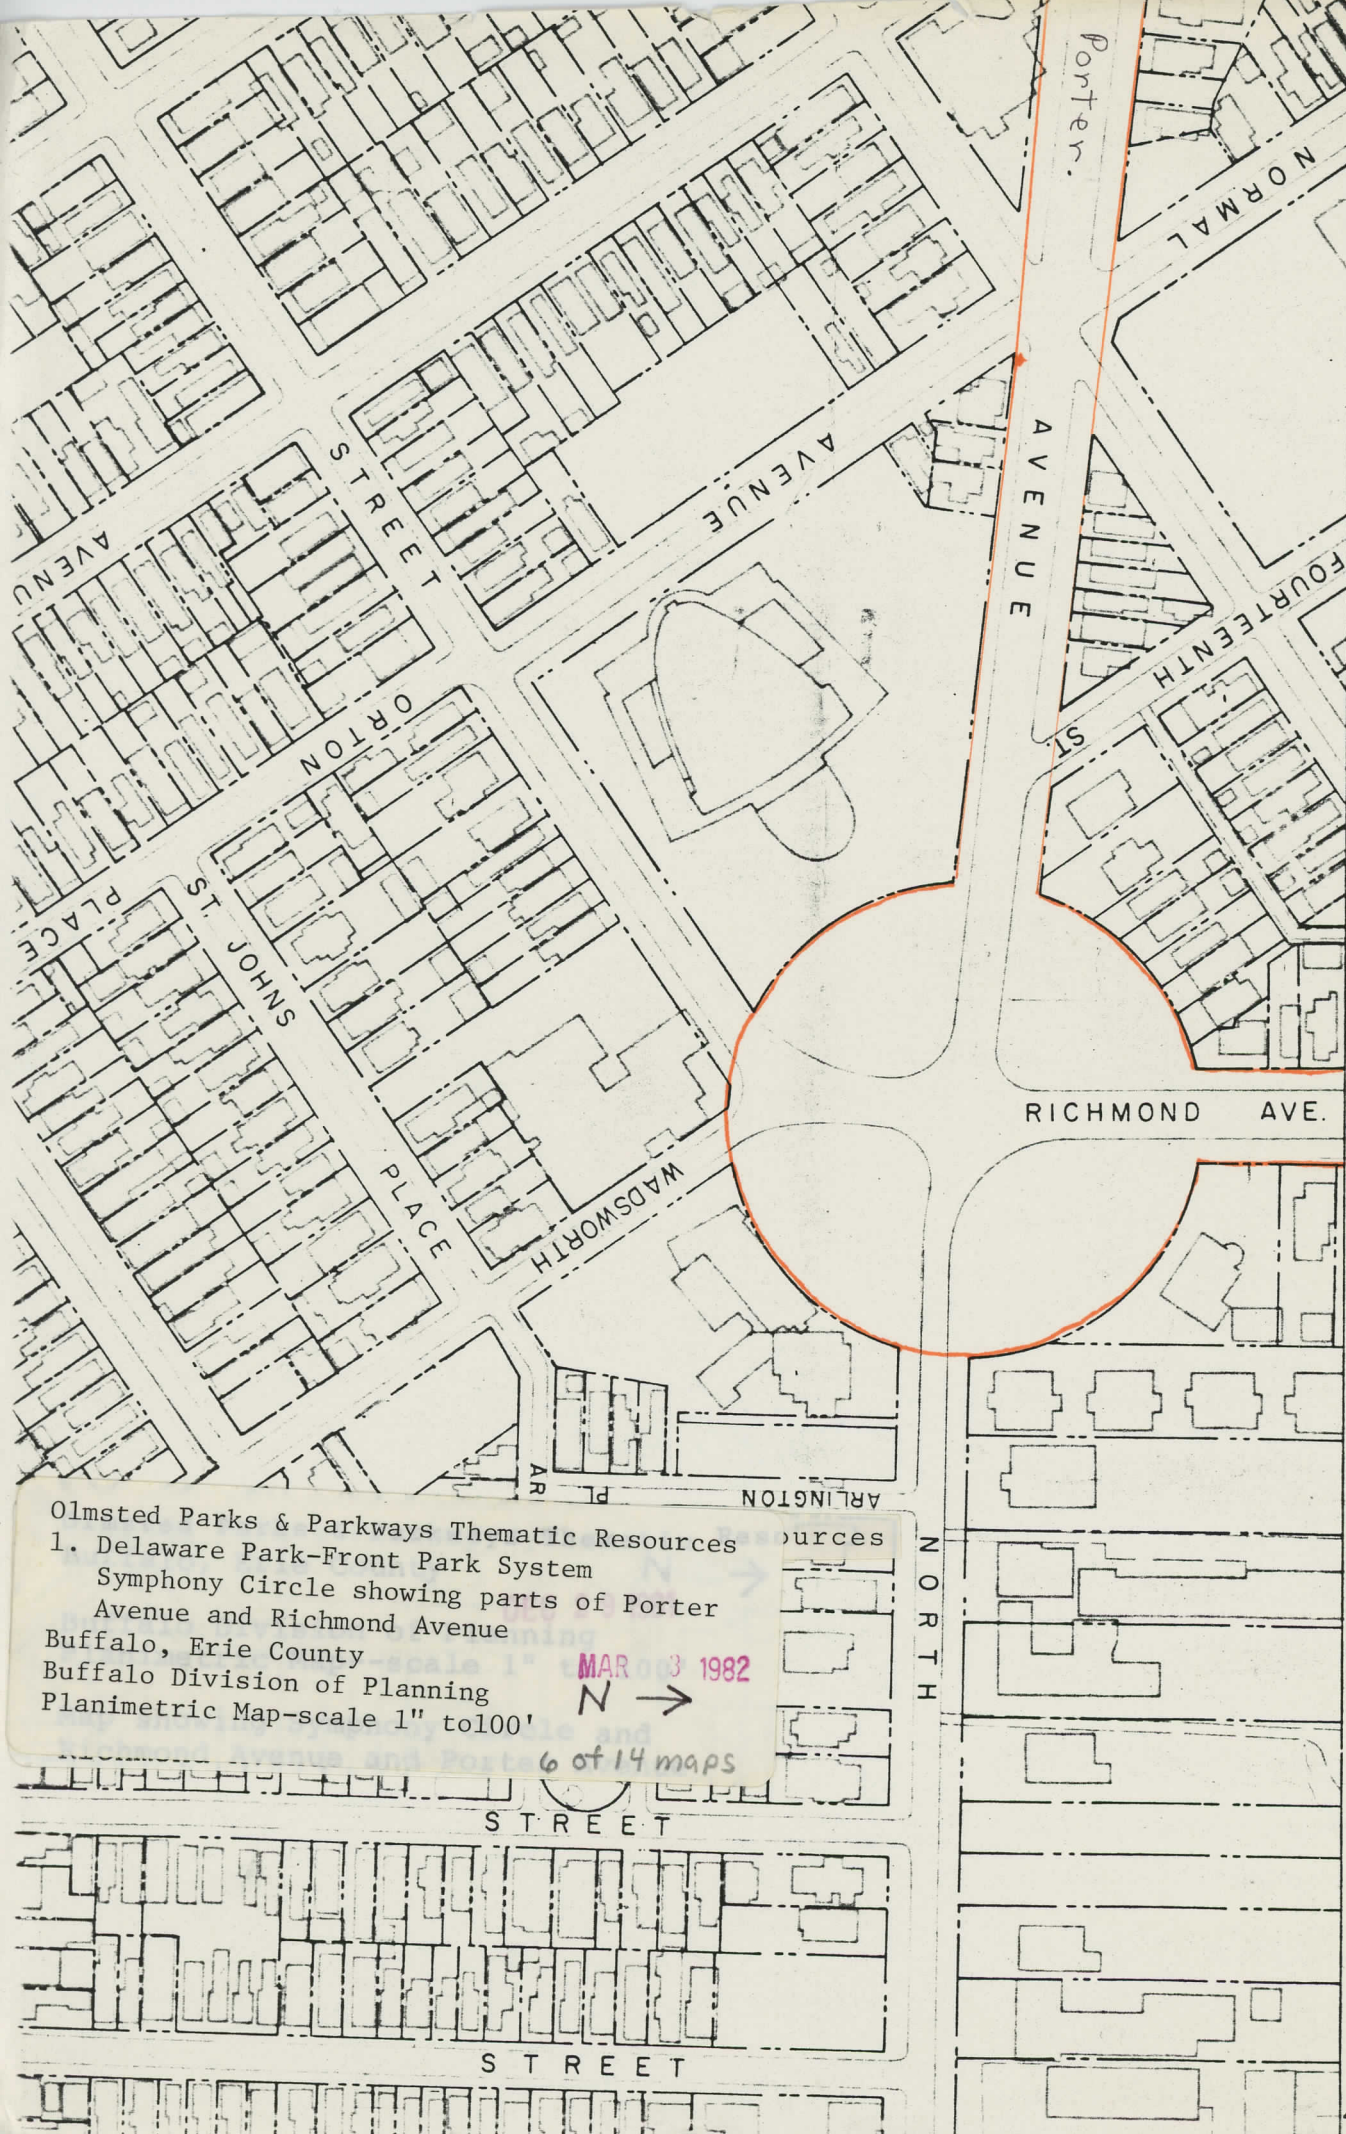 Porter.
NORMAL
AVENUE
AVENUE
STREET
AVENU
FOURTEENTH
ST.
ORTON
PLACE
ST. JOHNS
PLACE
RICHMOND AVE.
WADSWORTH
AR
PL
ARLINGTON
NORTH
ources
Olmsted Parks & Parkways Thematic Resources
1. Delaware Park-Front Park System
Symphony Circle showing parts of Porter
Avenue and Richmond Avenue
Buffalo, Erie County
Buffalo Division of Planning
Planimetric Map-scale 1" to100'
MAR 3 1982
N →
6 of 14 maps
STREET
STREET